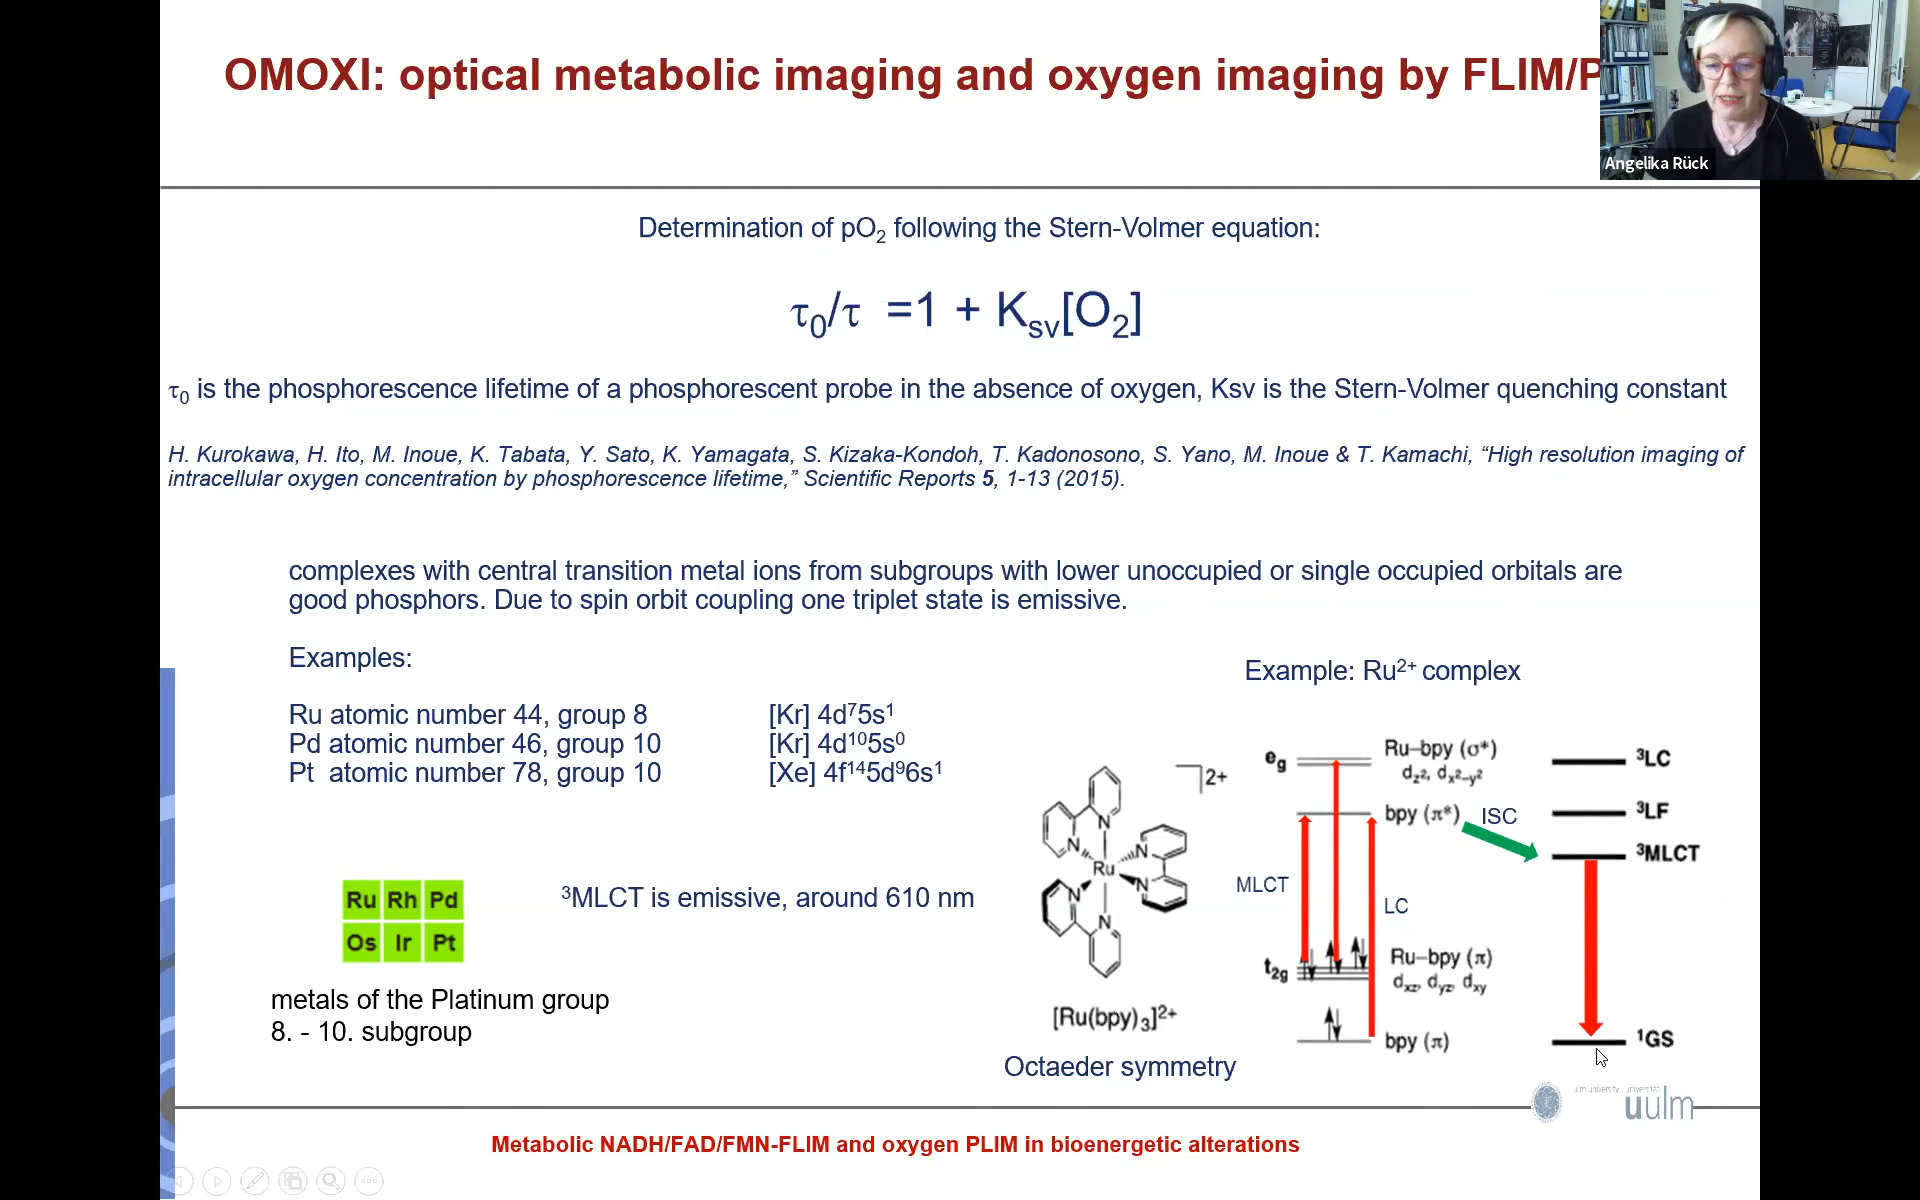 OMOXI: optical metabolic imaging and oxygen imaging by FLIM/P
Angelika Rück
Determination of pO₂ following the Stern-Volmer equation:
τ₀/τ =1 + Ksv[O₂]
τ₀ is the phosphorescence lifetime of a phosphorescent probe in the absence of oxygen, Ksv is the Stern-Volmer quenching constant
H. Kurokawa, H. Ito, M. Inoue, K. Tabata, Y. Sato, K. Yamagata, S. Kizaka-Kondoh, T. Kadonosono, S. Yano, M. Inoue & T. Kamachi, “High resolution imaging of
intracellular oxygen concentration by phosphorescence lifetime,” Scientific Reports 5, 1-13 (2015).
complexes with central transition metal ions from subgroups with lower unoccupied or single occupied orbitals are
good phosphors. Due to spin orbit coupling one triplet state is emissive.
Examples:
Ru atomic number 44, group 8 [Kr] 4d⁷5s¹
Pd atomic number 46, group 10 [Kr] 4d¹⁰5s⁰
Pt atomic number 78, group 10 [Xe] 4f¹⁴5d⁹6s¹
³MLCT is emissive, around 610 nm
Ru Rh Pd
Os Ir Pt
metals of the Platinum group
8. - 10. subgroup
Example: Ru²⁺ complex
2+
N
N
N
Ru
N
N
N
[Ru(bpy)₃]²⁺
Octaeder symmetry
eg
Ru–bpy (σ*)
dz², dx²–y²
bpy (π*)
ISC
MLCT
LC
t2g
Ru–bpy (π)
dxz, dyz, dxy
bpy (π)
³LC
³LF
³MLCT
¹GS
uulm
Metabolic NADH/FAD/FMN-FLIM and oxygen PLIM in bioenergetic alterations